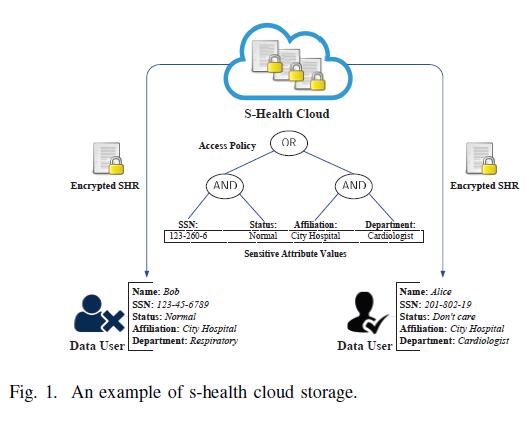 S-Health Cloud
Access Policy
OR
Encrypted SHR
Encrypted SHR
AND
AND
SSN: Status: Affiliation: Department:
123-260-6 Normal City Hospital Cardiologist
Sensitive Attribute Values
Name: Bob
SSN: 123-45-6789
Status: Normal
Affiliation: City Hospital
Department: Respiratory
Data User
Name: Alice
SSN: 201-802-19
Status: Don't care
Affiliation: City Hospital
Department: Cardiologist
Data User
Fig. 1. An example of s-health cloud storage.